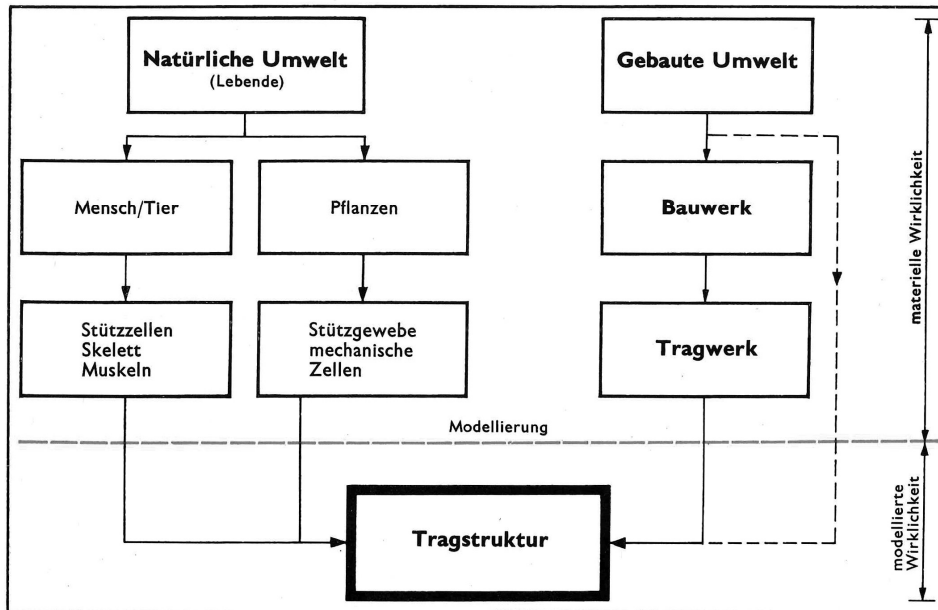 Natürliche Umwelt
(Lebende)
Gebaute Umwelt
Mensch/Tier
Pflanzen
Bauwerk
Stützzellen
Skelett
Muskeln
Stützgewebe
mechanische
Zellen
Tragwerk
Modellierung
Tragstruktur
materielle Wirklichkeit
modellierte
Wirklichkeit